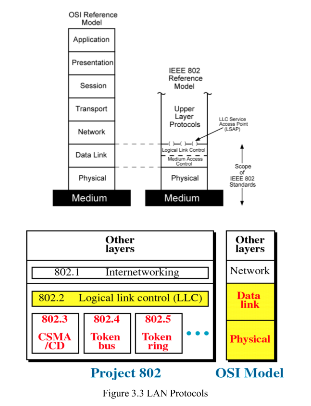 OSI Reference
Model
Application
Presentation
Session
Transport
Network
Data Link
Physical
Medium
IEEE 802
Reference
Model
Upper
Layer
Protocols
LLC Service
Access Point
(LSAP)
Logical Link Control
Medium Access
Control
Physical
Medium
Scope
of
IEEE 802
Standards
Other
layers
802.1 Internetworking
802.2 Logical link control (LLC)
802.3
CSMA
/CD
802.4
Token
bus
802.5
Token
ring
Project 802
Other
layers
Network
Data
link
Physical
OSI Model
Figure 3.3 LAN Protocols